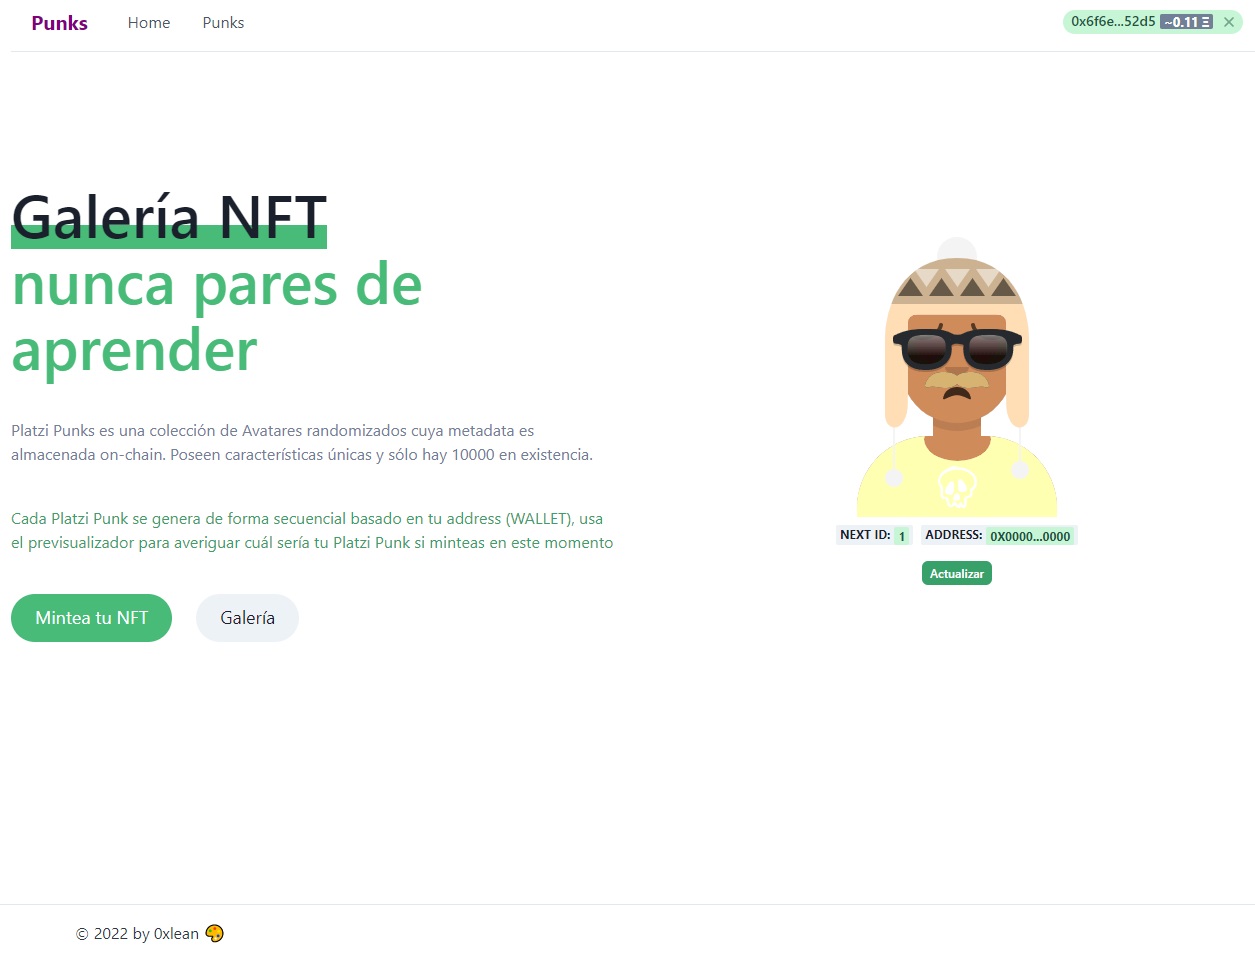 Punks Home Punks 0x6f6e...52d5 ~0.11 Ξ
Galería NFT
nunca pares de
aprender
Platzi Punks es una colección de Avatares randomizados cuya metadata es
almacenada on-chain. Poseen características únicas y sólo hay 10000 en existencia.
Cada Platzi Punk se genera de forma secuencial basado en tu address (WALLET), usa
el previsualizador para averiguar cuál sería tu Platzi Punk si minteas en este momento
Mintea tu NFT Galería
NEXT ID: 1 ADDRESS: 0X0000...0000
Actualizar
© 2022 by 0xlean 🎨